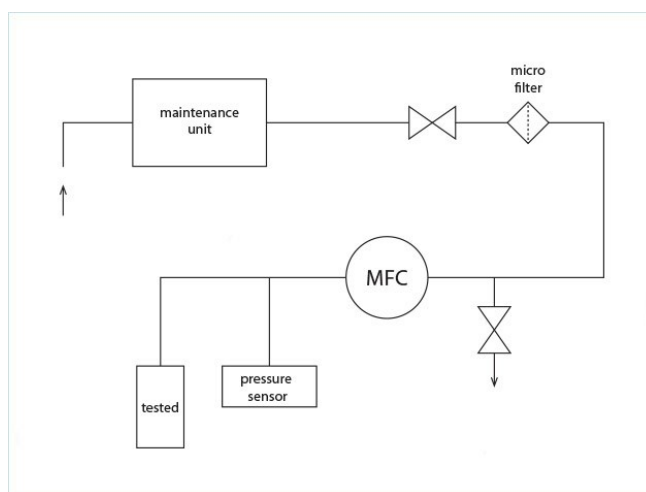 micro
filter
maintenance
unit
MFC
pressure
sensor
tested